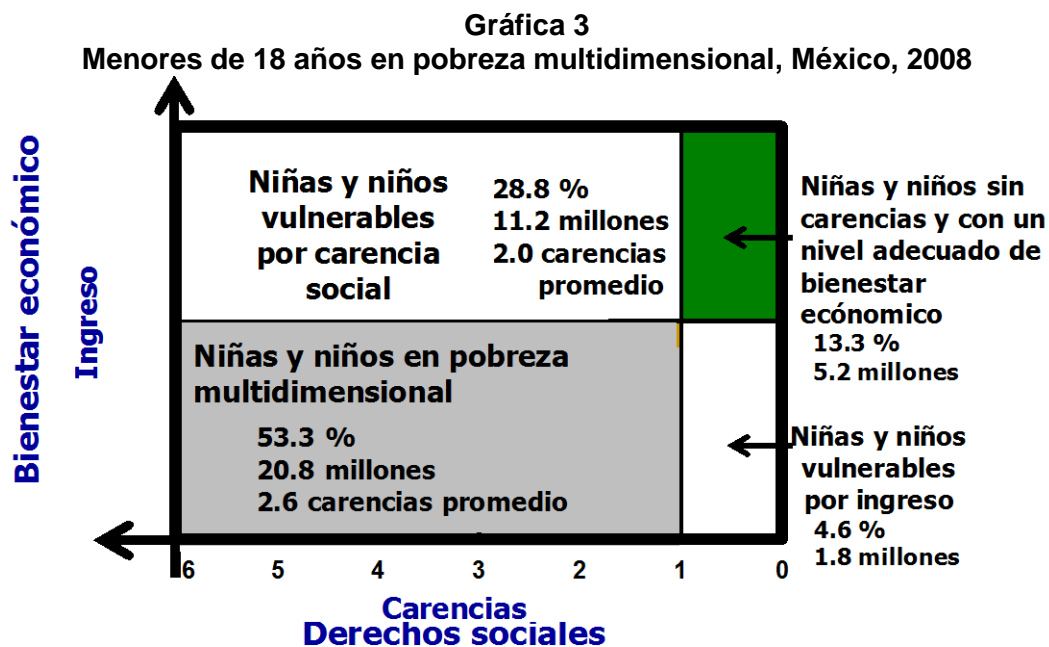 Gráfica 3
Menores de 18 años en pobreza multidimensional, México, 2008
Bienestar económico
Ingreso
Niñas y niños
vulnerables
por carencia
social
28.8 %
11.2 millones
2.0 carencias
promedio
Niñas y niños sin
carencias y con un
nivel adecuado de
bienestar
ecónomico
13.3 %
5.2 millones
Niñas y niños en pobreza
multidimensional
53.3 %
20.8 millones
2.6 carencias promedio
Niñas y niños
vulnerables
por ingreso
4.6 %
1.8 millones
6 5 4 3 2 1 0
Carencias
Derechos sociales